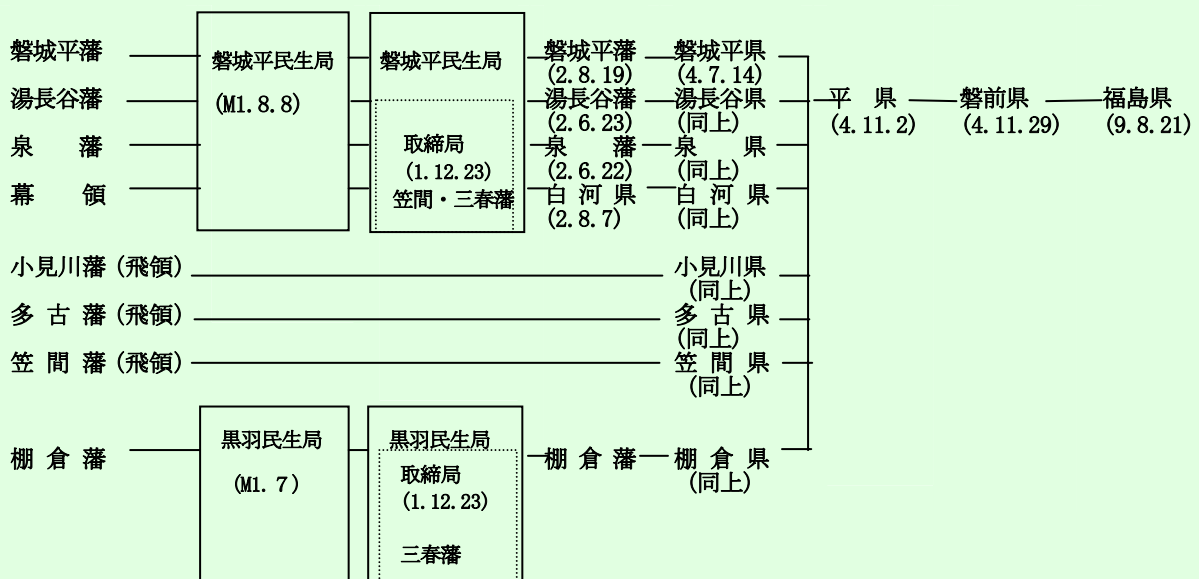 磐城平藩 磐城平民生局 磐城平民生局 磐城平藩 磐城平県
(M1.8.8) (2.8.19) (4.7.14)
湯長谷藩 湯長谷藩 湯長谷県 平 県 磐前県 福島県
取締局 (2.6.23) (同上) (4.11.2) (4.11.29) (9.8.21)
泉 藩 (1.12.23) 泉 藩 泉 県
笠間・三春藩 (2.6.22) (同上)
幕 領 白河県 白河県
(2.8.7) (同上)
小見川藩(飛領) 小見川県
(同上)
多古藩(飛領) 多古県
(同上)
笠間藩(飛領) 笠間県
(同上)
黒羽民生局 黒羽民生局
棚倉藩 (M1.7) 取締局 棚倉藩 棚倉県
(1.12.23) (同上)
三春藩